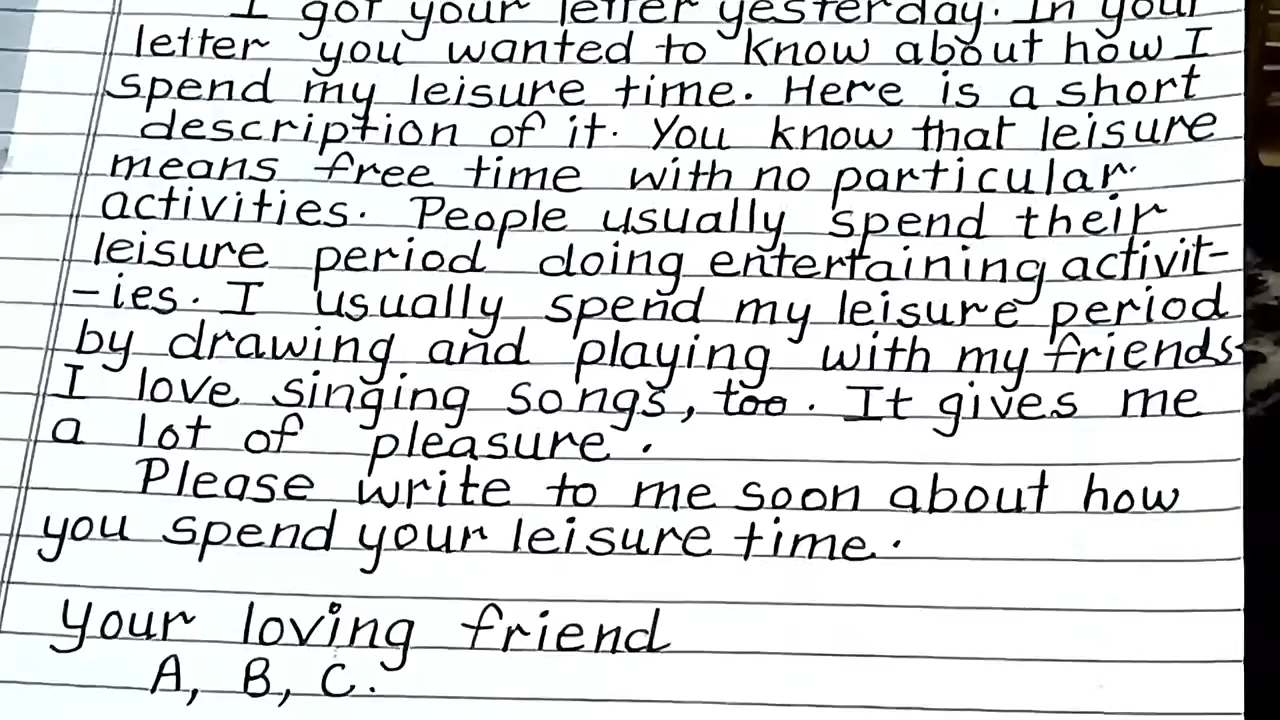 I got your letter yesterday. In your
letter you wanted to know about how I
spend my leisure time. Here is a short
description of it. You know that leisure
means free time with no particular
activities. People usually spend their
leisure period doing entertaining activit-
-ies. I usually spend my leisure period
by drawing and playing with my friends.
I love singing songs, too. It gives me
a lot of pleasure.
Please write to me soon about how
you spend your leisure time.
Your loving friend
A, B, C.